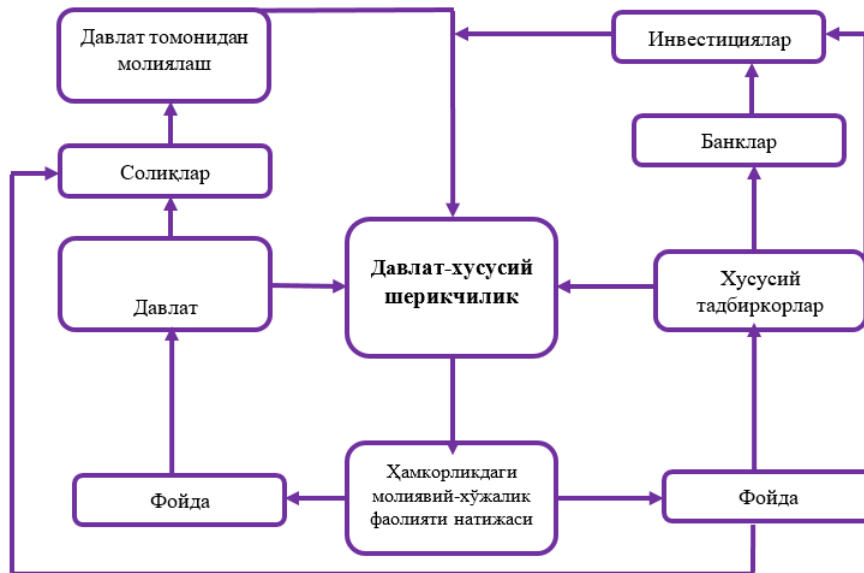 Давлат томонидан
молиялаш
Инвестициялар
Банклар
Солиқлар
Давлат-хусусий
шерикчилик
Давлат
Хусусий
тадбиркорлар
Ҳамкорликдаги
молиявий-хўжалик
фаолияти натижаси
Фойда
Фойда